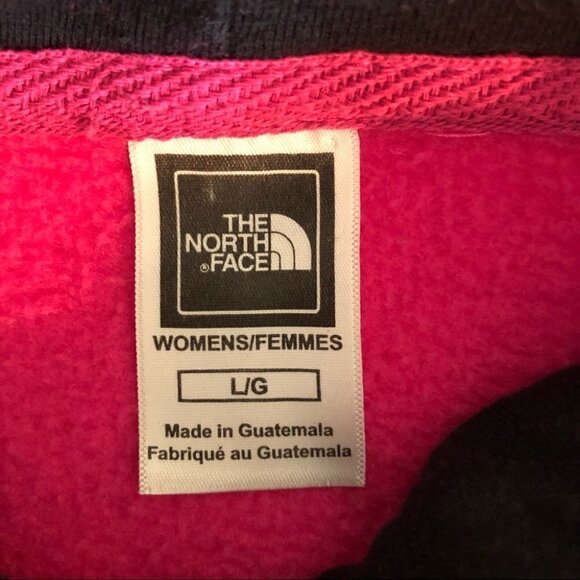 THE
NORTH
®FACE
WOMENS/FEMMES
L/G
Made in Guatemala
Fabriqué au Guatemala